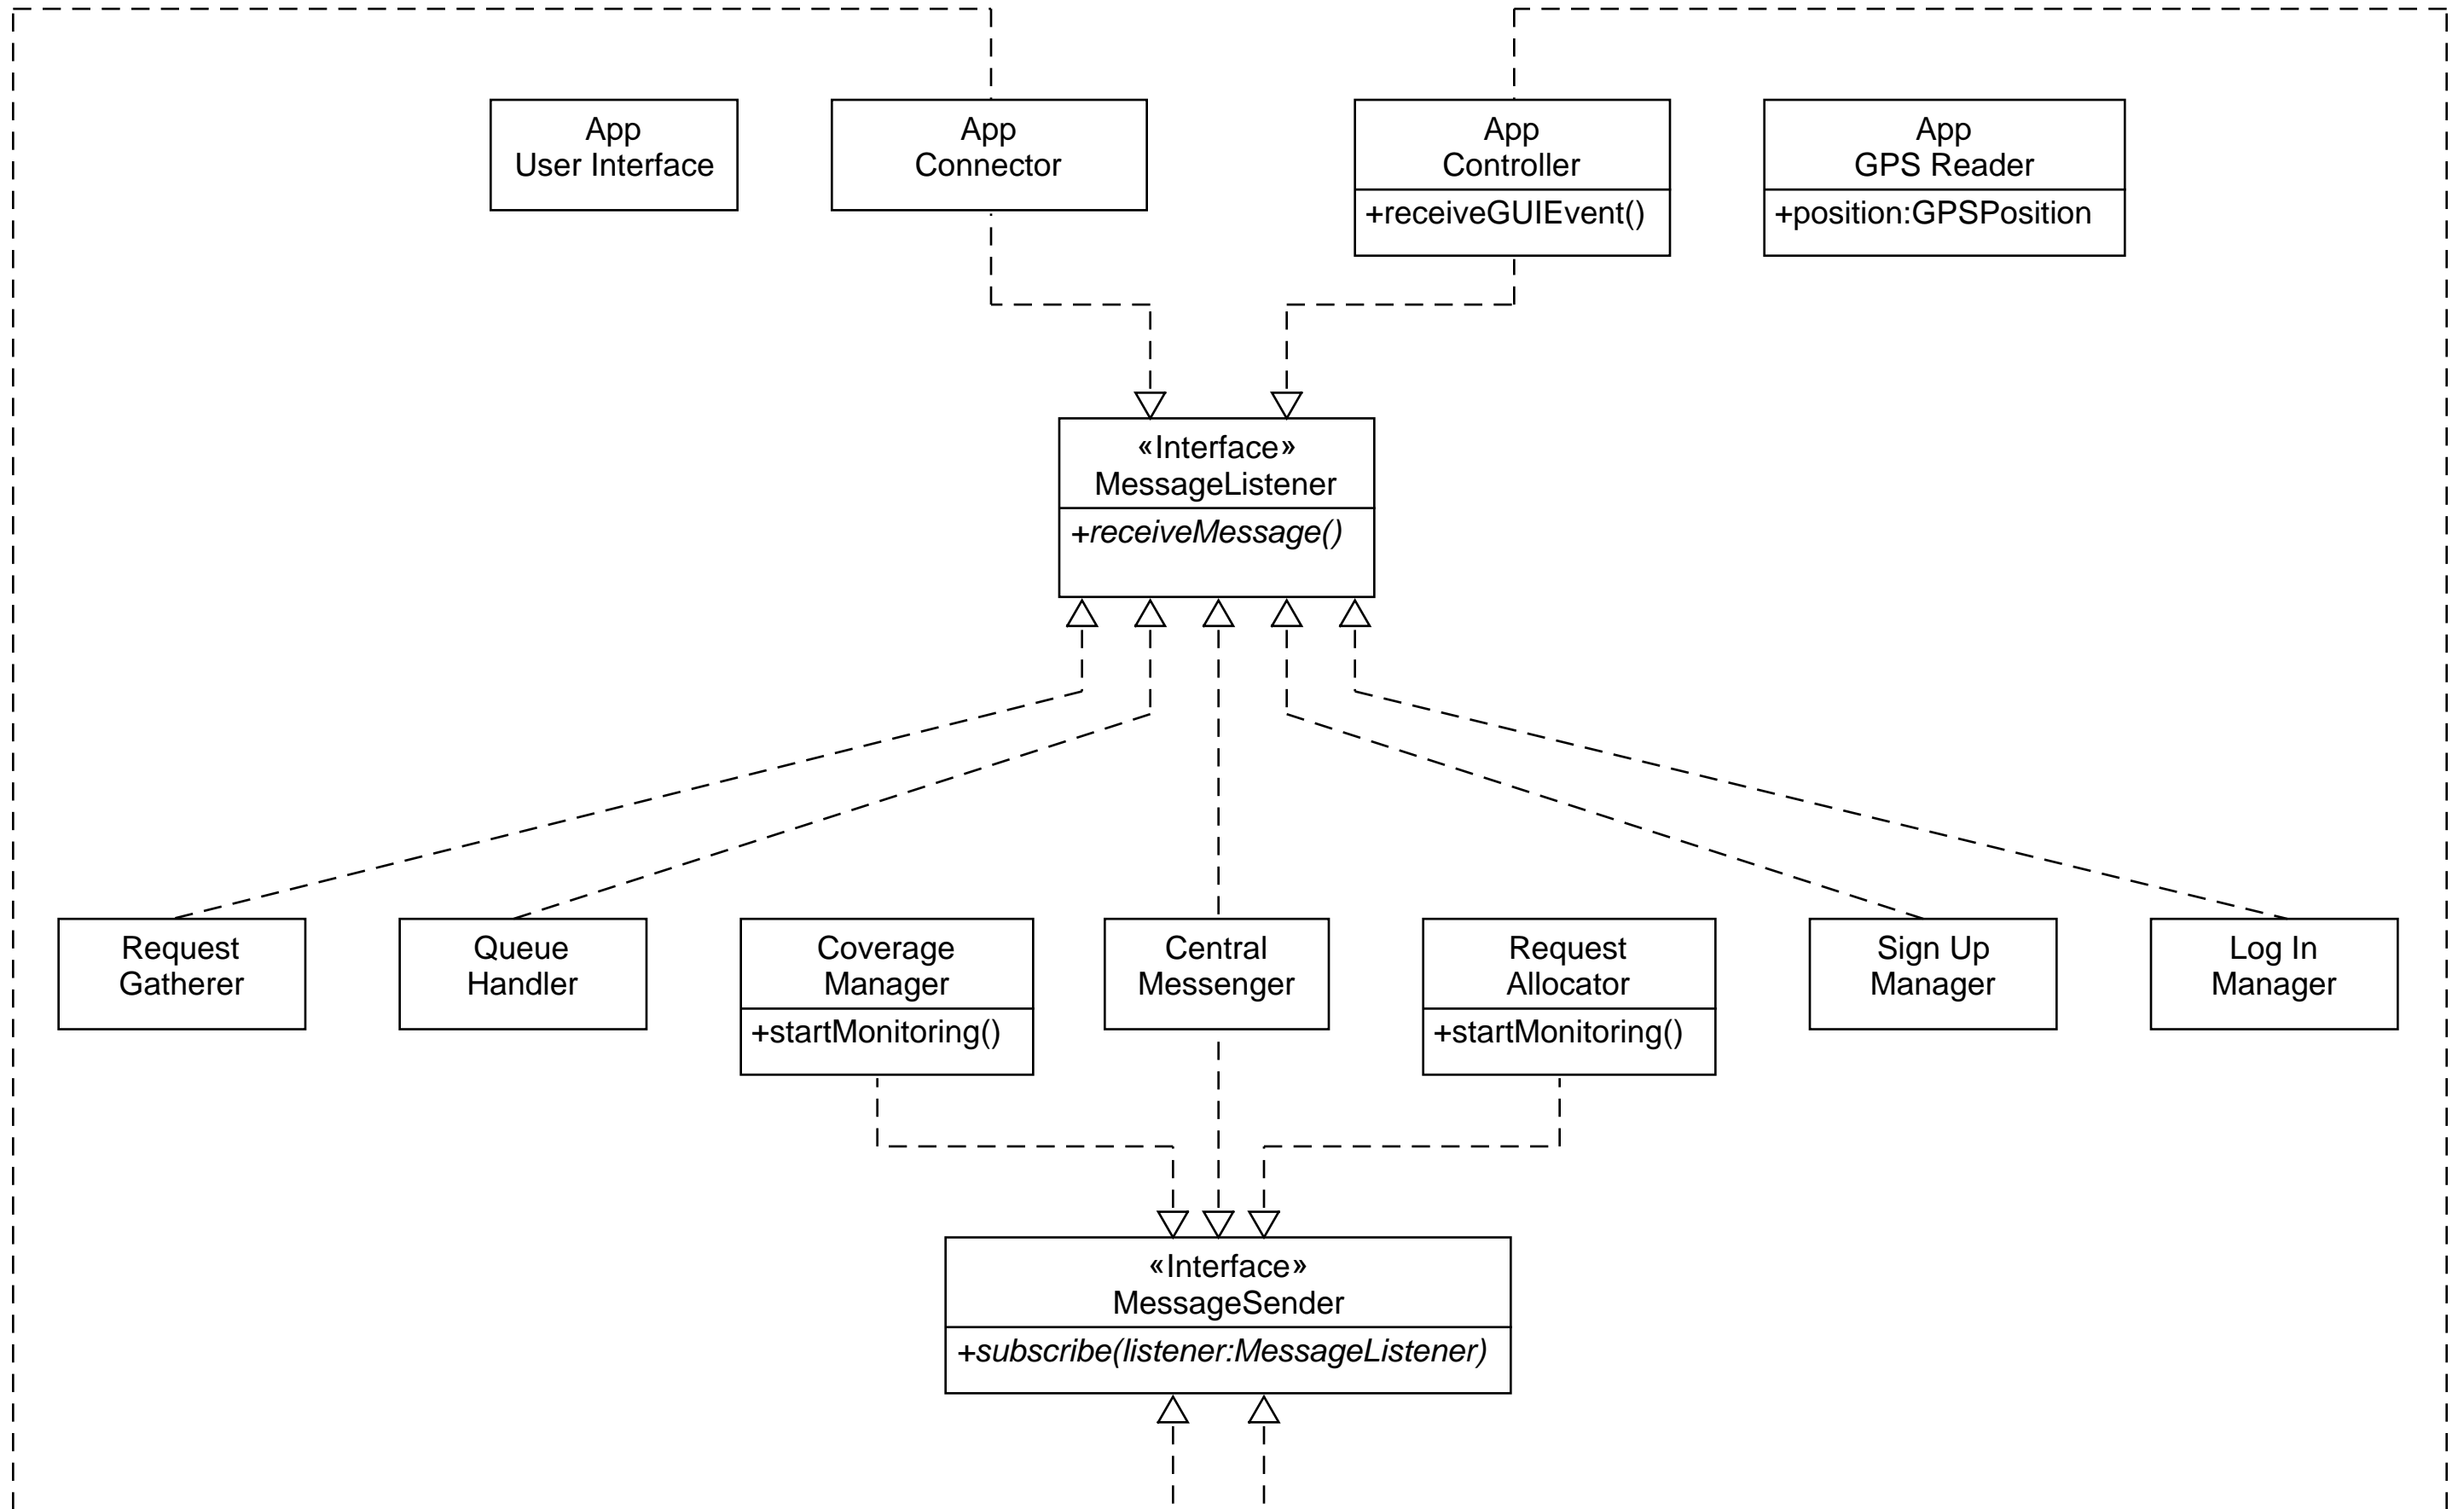 App
User Interface
App
Connector
App
Controller
+receiveGUIEvent()
App
GPS Reader
+position:GPSPosition
«Interface»
MessageListener
+receiveMessage()
Request
Gatherer
Queue
Handler
Coverage
Manager
+startMonitoring()
Central
Messenger
Request
Allocator
+startMonitoring()
Sign Up
Manager
Log In
Manager
«Interface»
MessageSender
+subscribe(listener:MessageListener)